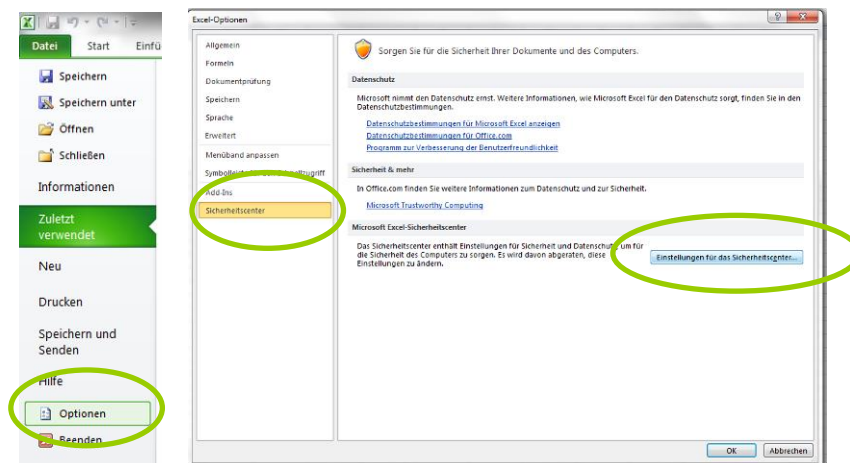 Datei Start Einfü
Speichern
Speichern unter
Öffnen
Schließen
Informationen
Zuletzt
verwendet
Neu
Drucken
Speichern und
Senden
Hilfe
Optionen
Beenden
Excel-Optionen
Allgemein
Formeln
Dokumentprüfung
Speichern
Sprache
Erweitert
Menüband anpassen
Symbolleiste für den Schnellzugriff
Add-Ins
Sicherheitscenter
Sorgen Sie für die Sicherheit Ihrer Dokumente und des Computers.
Datenschutz
Microsoft nimmt den Datenschutz ernst. Weitere Informationen, wie Microsoft Excel für den Datenschutz sorgt, finden Sie in den
Datenschutzbestimmungen.
Datenschutzbestimmungen für Microsoft Excel anzeigen
Datenschutzbestimmungen für Office.com
Programm zur Verbesserung der Benutzerfreundlichkeit
Sicherheit & mehr
In Office.com finden Sie weitere Informationen zum Datenschutz und zur Sicherheit.
Microsoft Trustworthy Computing
Microsoft Excel-Sicherheitscenter
Das Sicherheitscenter enthält Einstellungen für Sicherheit und Datenschutz, um für
die Sicherheit des Computers zu sorgen. Es wird davon abgeraten, diese
Einstellungen zu ändern.
Einstellungen für das Sicherheitscenter...
OK Abbrechen